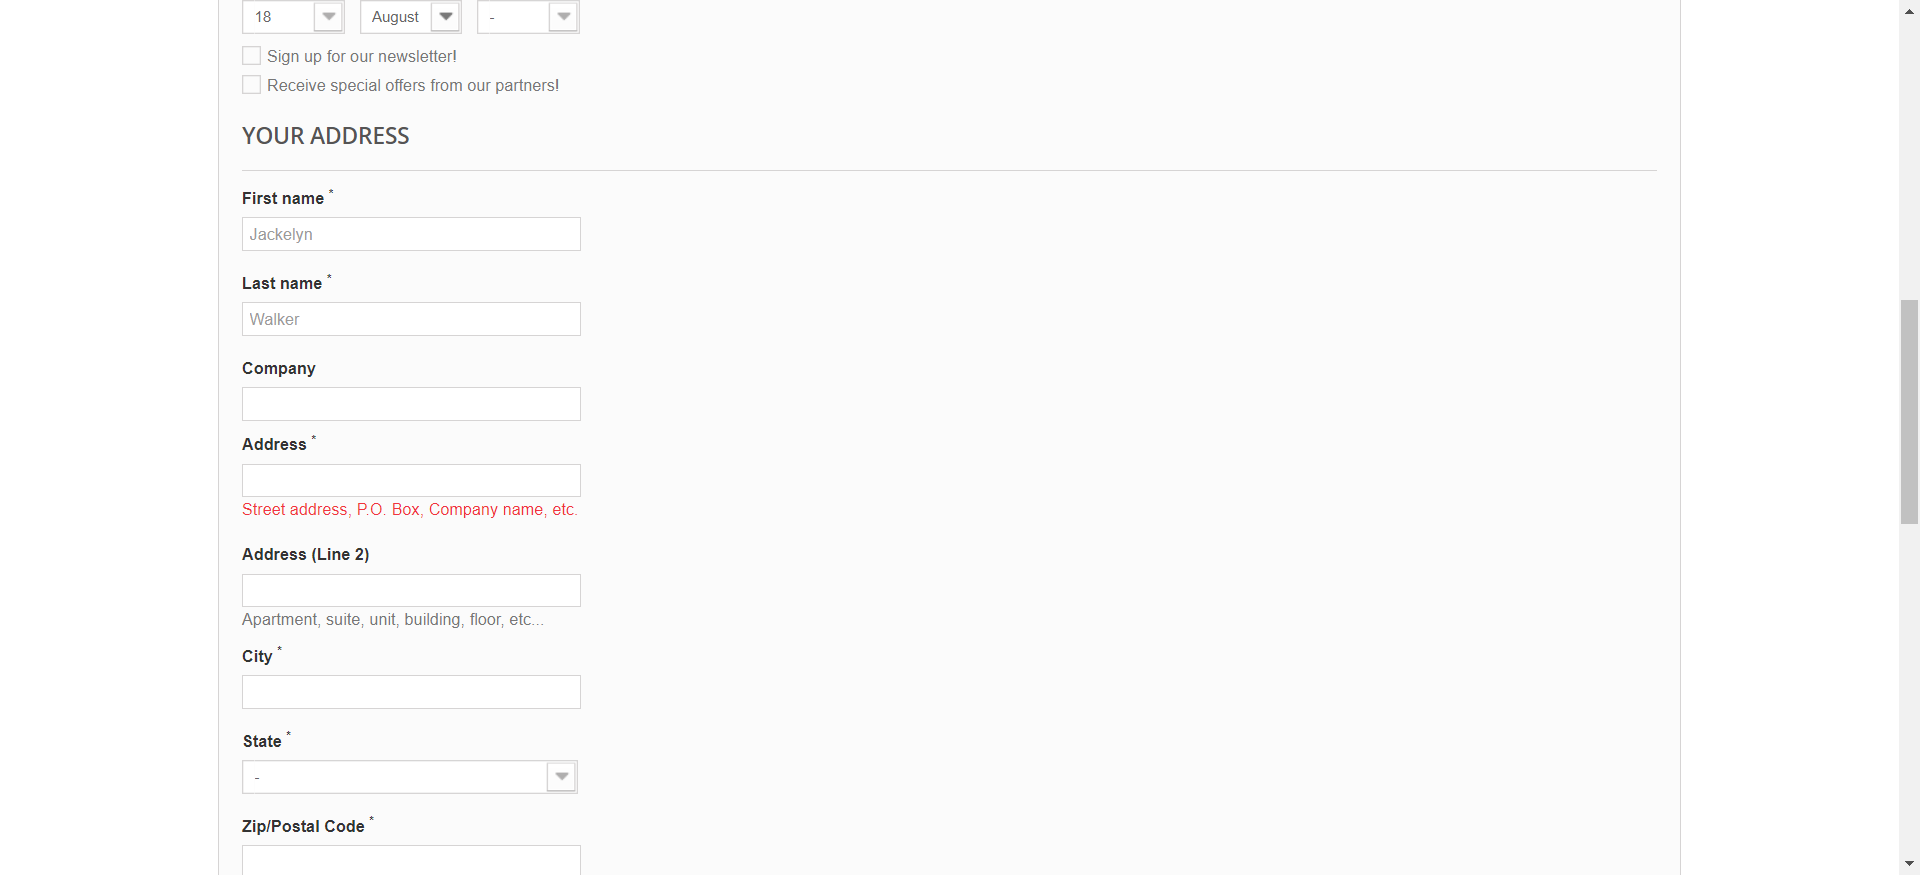 18 August -
Sign up for our newsletter!
Receive special offers from our partners!
YOUR ADDRESS
First name *
Jackelyn
Last name *
Walker
Company
Address *
Street address, P.O. Box, Company name, etc.
Address (Line 2)
Apartment, suite, unit, building, floor, etc...
City *
State *
-
Zip/Postal Code *